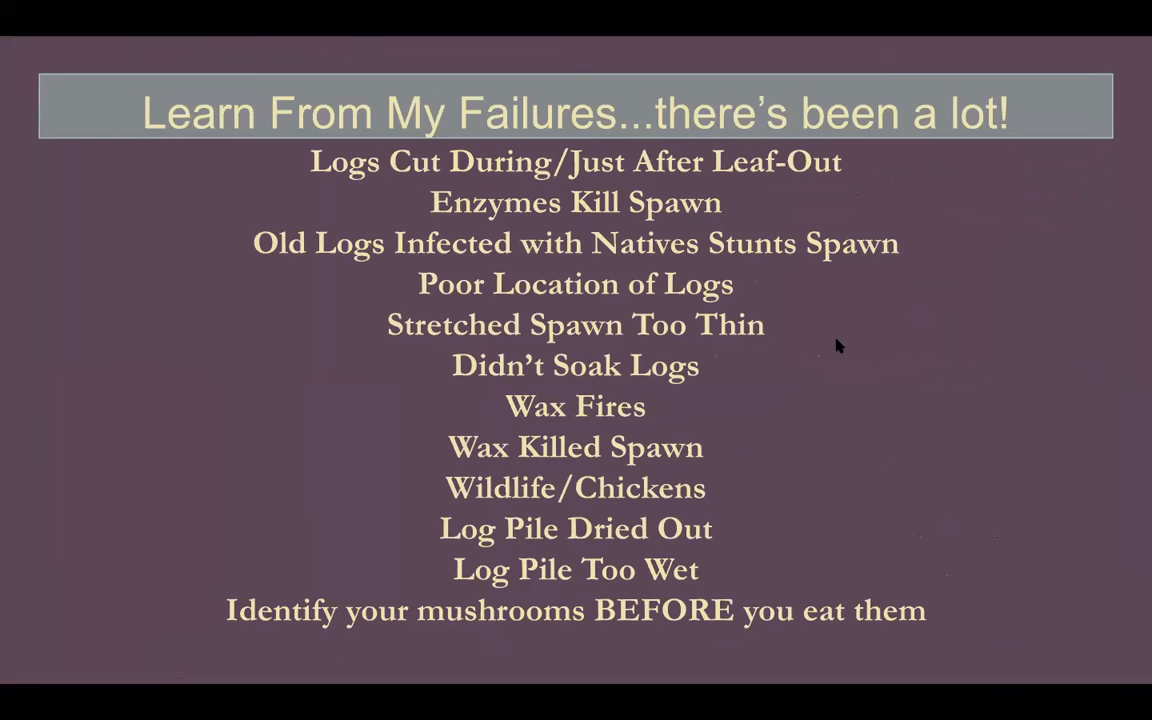 Learn From My Failures...there's been a lot!
Logs Cut During/Just After Leaf-Out
Enzymes Kill Spawn
Old Logs Infected with Natives Stunts Spawn
Poor Location of Logs
Stretched Spawn Too Thin
Didn't Soak Logs
Wax Fires
Wax Killed Spawn
Wildlife/Chickens
Log Pile Dried Out
Log Pile Too Wet
Identify your mushrooms BEFORE you eat them